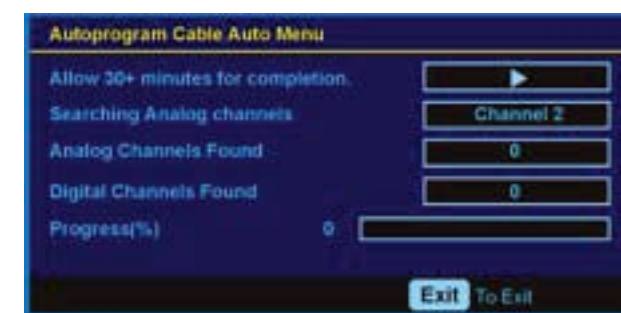 Autoprogram Cable Auto Menu
Allow 30+ minutes for completion.
Searching Analog channels Channel 2
Analog Channels Found 0
Digital Channels Found 0
Progress(%) 0
Exit To Exit